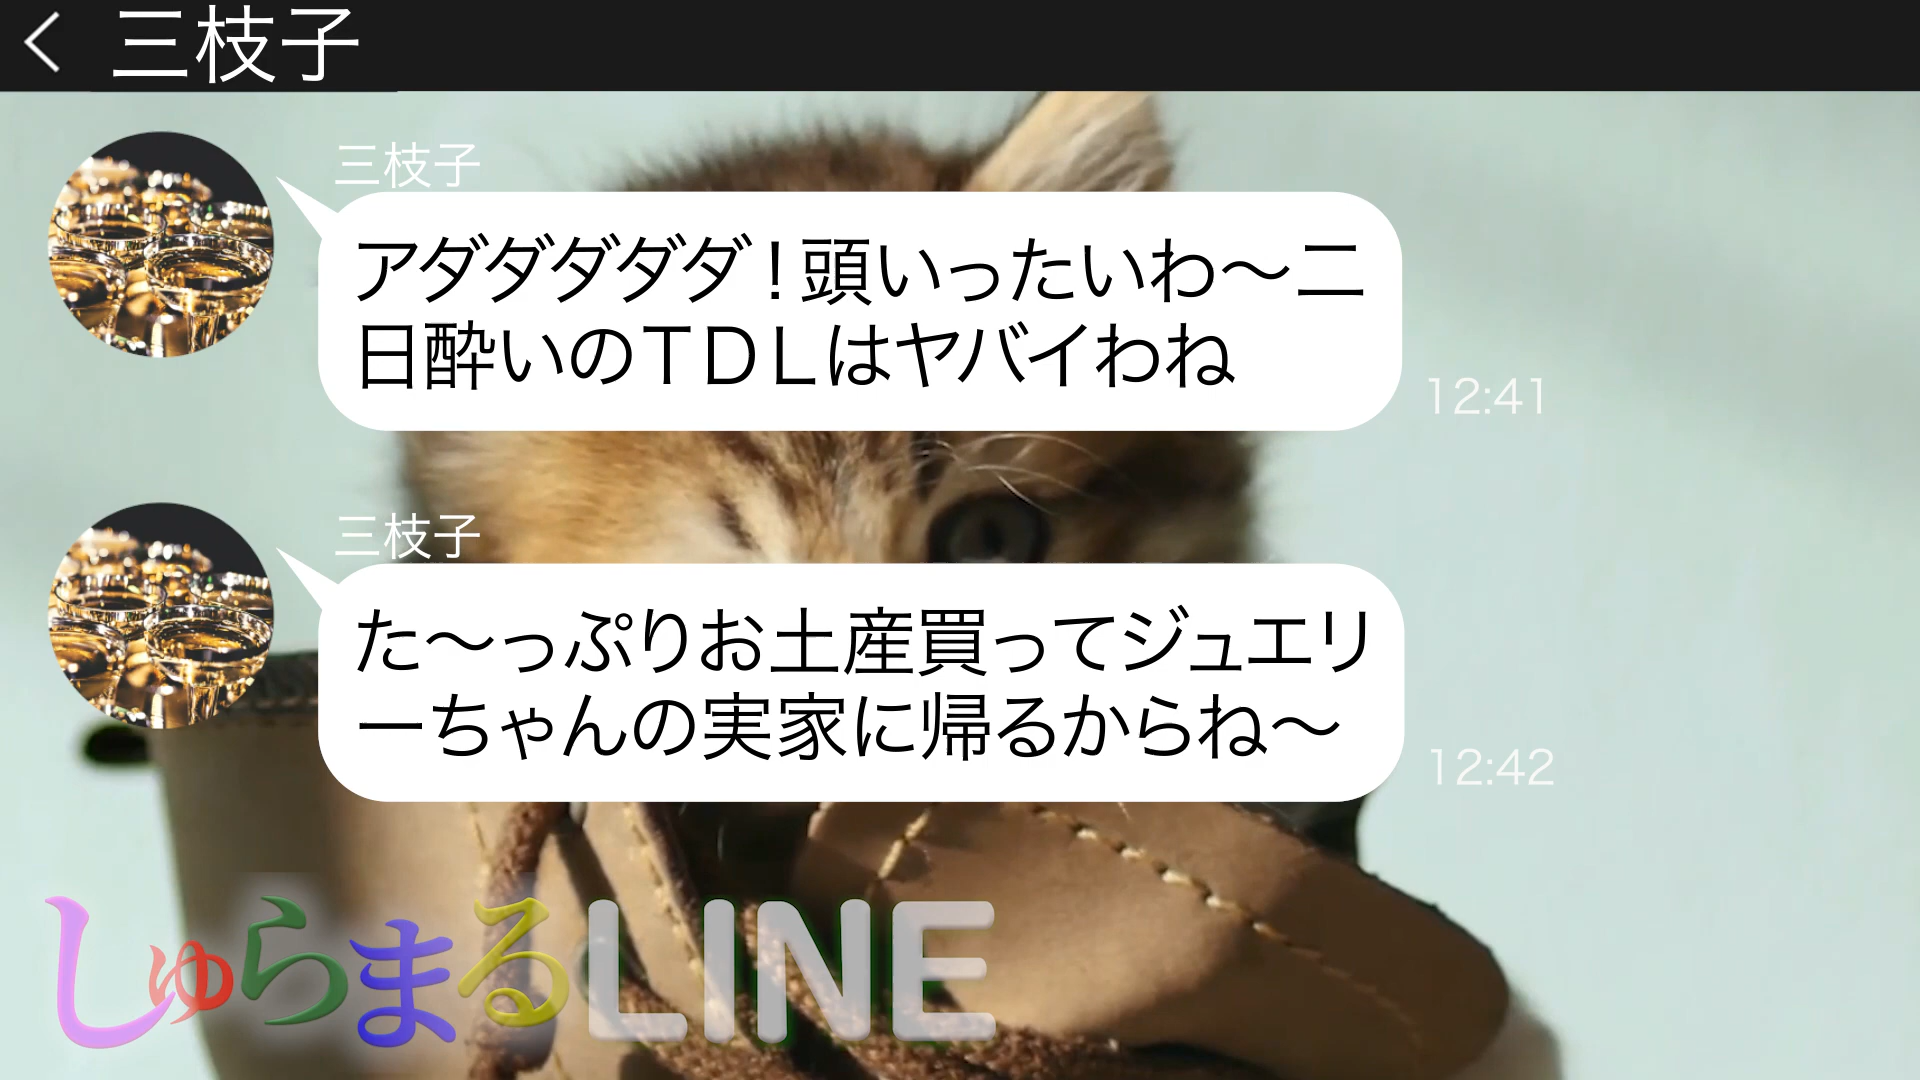 三枝子
三枝子
アダダダダダ！頭いったいわ〜二
日酔いのＴＤＬはヤバイわね
12:41
三枝子
た〜っぷりお土産買ってジュエリ
ーちゃんの実家に帰るからね〜
12:42
しゅらまるLINE